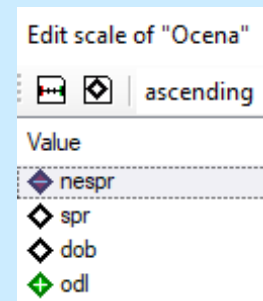 Edit scale of "Ocena"
ascending
Value
nespr
spr
dob
odl